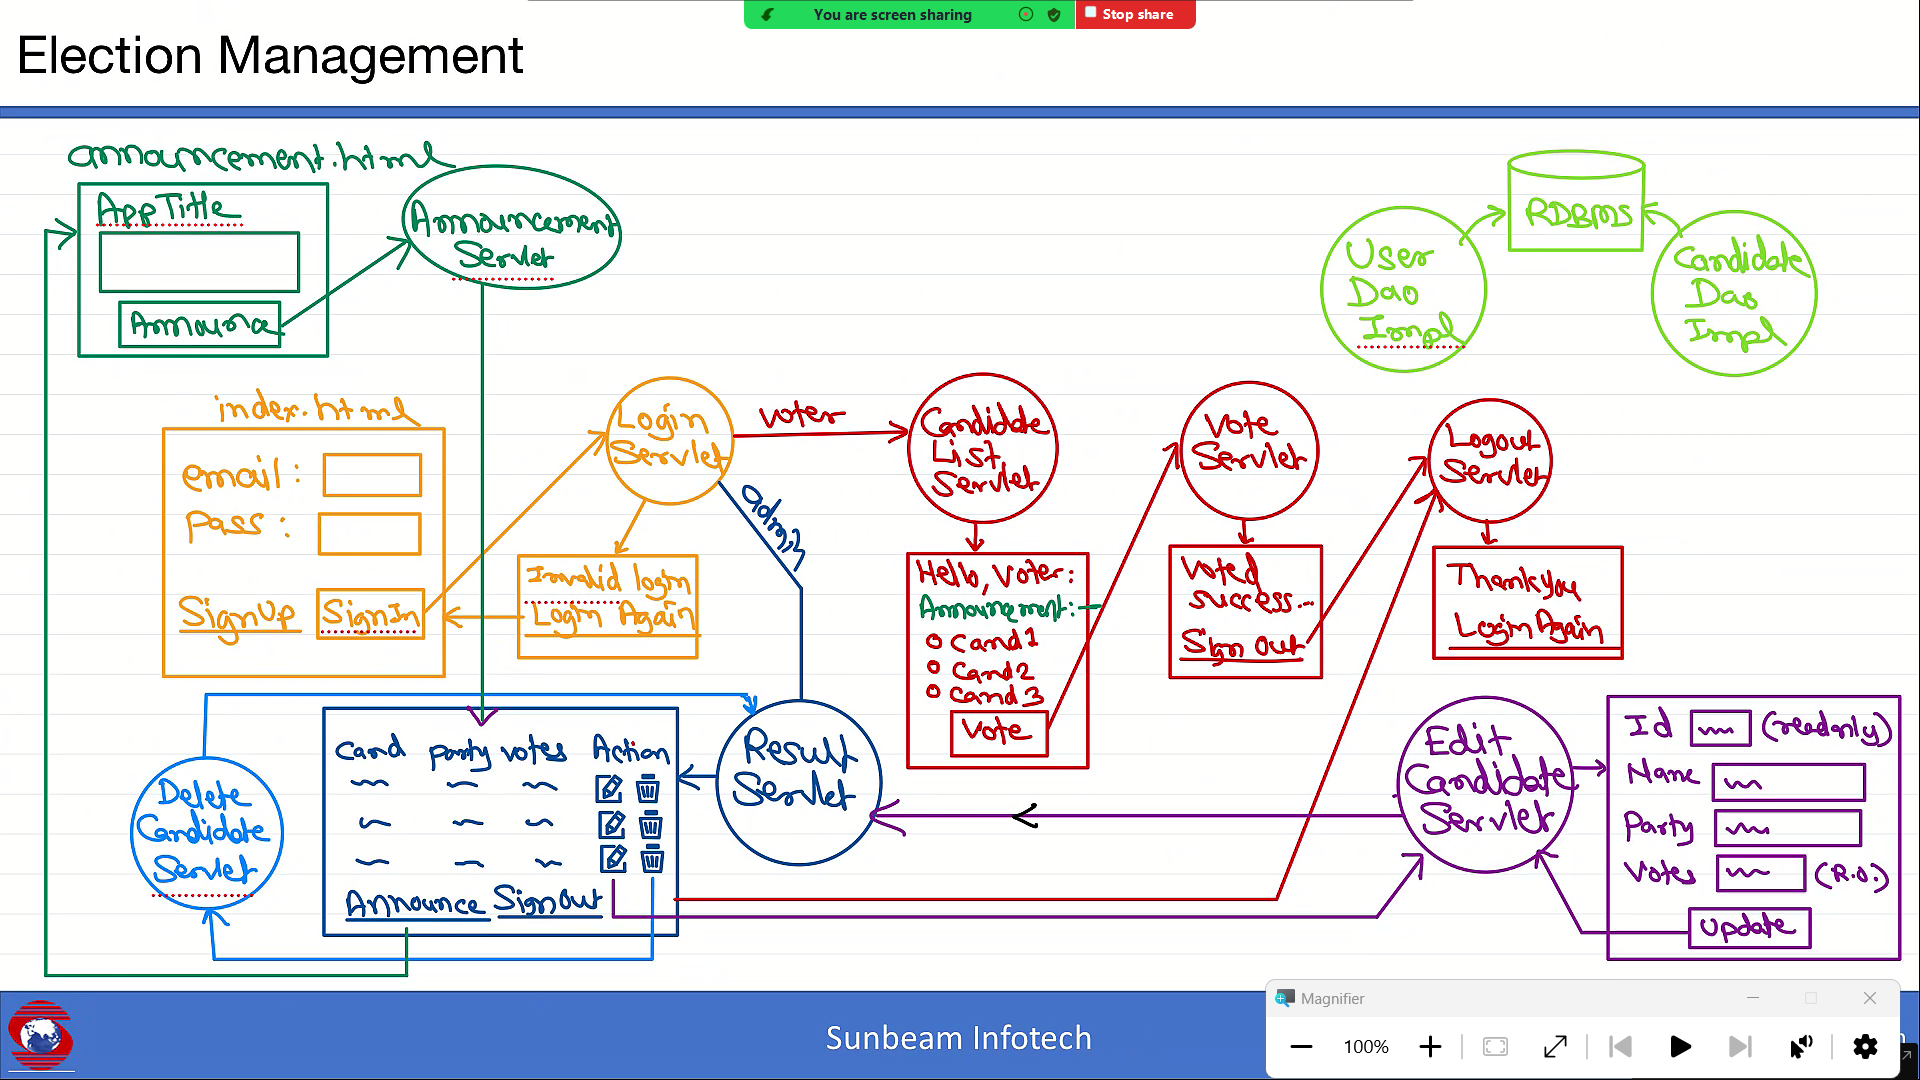 You are screen sharing
Stop share
Election Management
announcement.html
AppTitle
Announce
Announcement
Servlet
RDBMS
User
Dao
Impl
Candidate
Dao
Impl
index.html
email:
pass:
SignUp
SignIn
Login
Servlet
voter
admin
Invalid login
Login Again
Candidate
List
Servlet
Hello, Voter:
Announcement:-
Cand1
Cand2
Cand3
Vote
Vote
Servlet
Voted
success...
Sign Out
Logout
Servlet
Thankyou
Login Again
Delete
Candidate
Servlet
cand party votes Action
Announce SignOut
Result
Servlet
Edit
Candidate
Servlet
Id (readonly)
Name
Party
Votes (R.O.)
Update
Sunbeam Infotech
Magnifier
100%